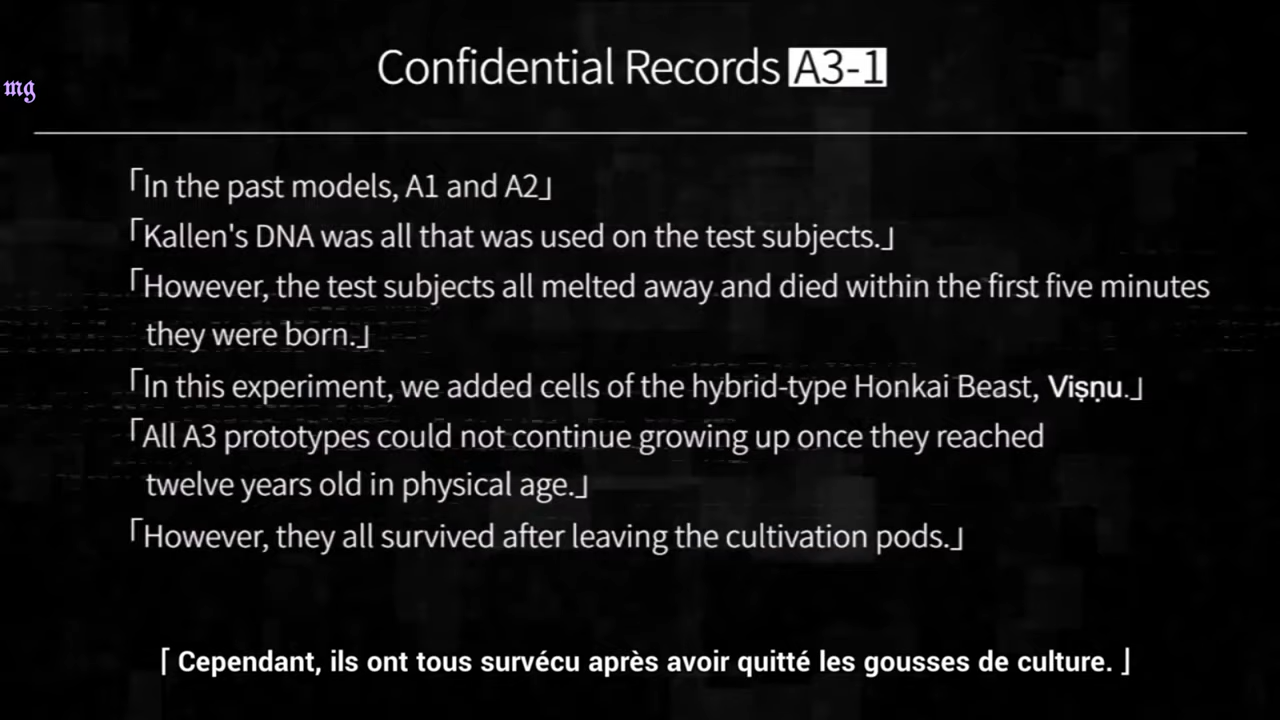 Confidential Records A3-1
mg
「In the past models, A1 and A2」
「Kallen's DNA was all that was used on the test subjects.」
「However, the test subjects all melted away and died within the first five minutes
they were born.」
「In this experiment, we added cells of the hybrid-type Honkai Beast, Viṣṇu.」
「All A3 prototypes could not continue growing up once they reached
twelve years old in physical age.」
「However, they all survived after leaving the cultivation pods.」
「 Cependant, ils ont tous survécu après avoir quitté les gousses de culture. 」